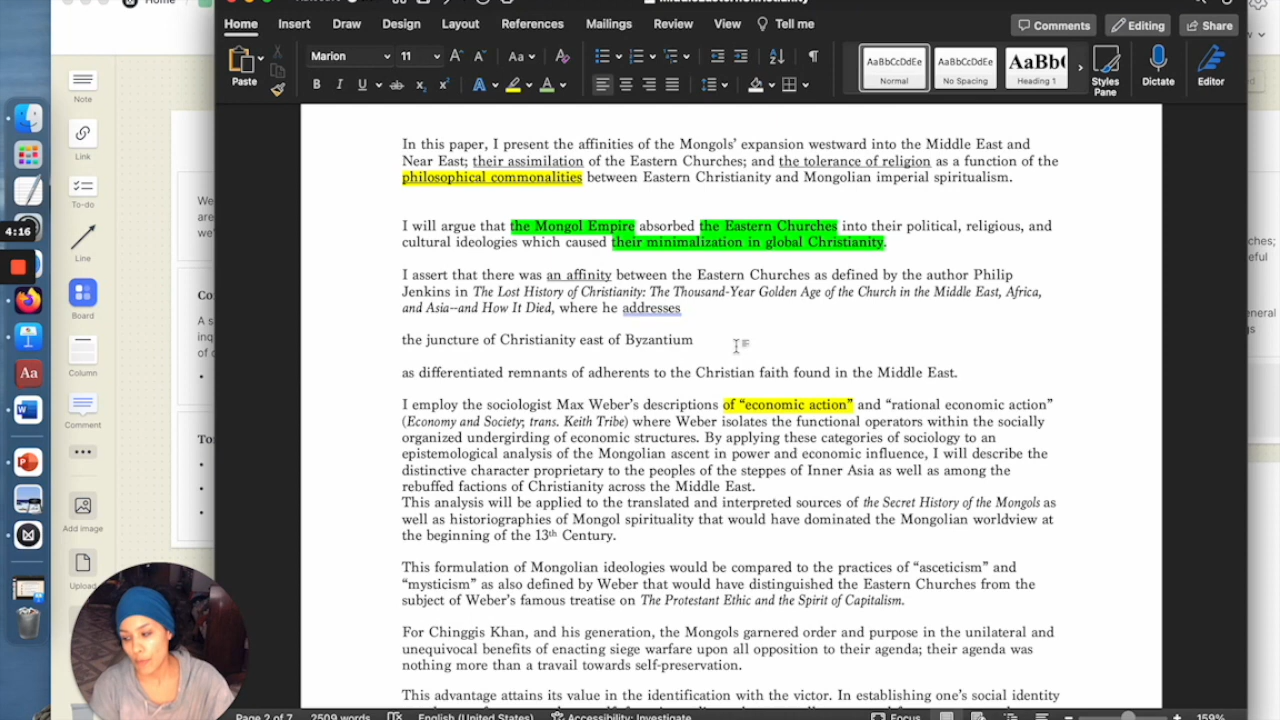 Home
Home Insert Draw Design Layout References Mailings Review View Tell me Comments Editing Share
Marion 11 Aa
Paste
AaBbCcDdEe AaBbCcDdEe
Normal No Spacing Heading 1 Styles Pane Dictate Editor
Note
Link
To-do
Line
Board
Column
Comment
Add image
Upload
4:16
We
are
we'
Co
A s
inq
of c
To
In this paper, I present the affinities of the Mongols' expansion westward into the Middle East and
Near East; their assimilation of the Eastern Churches; and the tolerance of religion as a function of the
philosophical commonalities between Eastern Christianity and Mongolian imperial spiritualism.
I will argue that the Mongol Empire absorbed the Eastern Churches into their political, religious, and
cultural ideologies which caused their minimalization in global Christianity.
I assert that there was an affinity between the Eastern Churches as defined by the author Philip
Jenkins in The Lost History of Christianity: The Thousand-Year Golden Age of the Church in the Middle East, Africa,
and Asia--and How It Died, where he addresses
the juncture of Christianity east of Byzantium
as differentiated remnants of adherents to the Christian faith found in the Middle East.
I employ the sociologist Max Weber's descriptions of "economic action" and "rational economic action"
(Economy and Society; trans. Keith Tribe) where Weber isolates the functional operators within the socially
organized undergirding of economic structures. By applying these categories of sociology to an
epistemological analysis of the Mongolian ascent in power and economic influence, I will describe the
distinctive character proprietary to the peoples of the steppes of Inner Asia as well as among the
rebuffed factions of Christianity across the Middle East.
This analysis will be applied to the translated and interpreted sources of the Secret History of the Mongols as
well as historiographies of Mongol spirituality that would have dominated the Mongolian worldview at
the beginning of the 13th Century.
This formulation of Mongolian ideologies would be compared to the practices of "asceticism" and
"mysticism" as also defined by Weber that would have distinguished the Eastern Churches from the
subject of Weber's famous treatise on The Protestant Ethic and the Spirit of Capitalism.
For Chinggis Khan, and his generation, the Mongols garnered order and purpose in the unilateral and
unequivocal benefits of enacting siege warfare upon all opposition to their agenda; their agenda was
nothing more than a travail towards self-preservation.
This advantage attains its value in the identification with the victor. In establishing one's social identity
Page 2 of 7 2509 words English (United States) Accessibility: Investigate Focus 159%